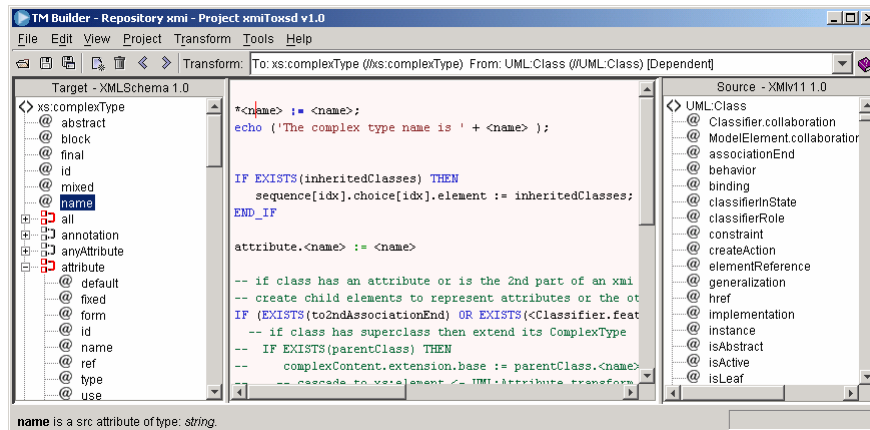 TM Builder - Repository xmi - Project xmiToxsd v1.0
File Edit View Project Transform Tools Help
Transform: To: xs:complexType (//xs:complexType) From: UML:Class (//UML:Class) [Dependent]
Target - XMLSchema 1.0
xs:complexType
@ abstract
@ block
@ final
@ id
@ mixed
@ name
all
annotation
anyAttribute
attribute
@ default
@ fixed
@ form
@ id
@ name
@ ref
@ type
@ use
*<name> := <name>;
echo ('The complex type name is ' + <name> );
IF EXISTS(inheritedClasses) THEN
sequence[idx].choice[idx].element := inheritedClasses;
END_IF
attribute.<name> := <name>
-- if class has an attribute or is the 2nd part of an xmi
-- create child elements to represent attributes or the ot
IF (EXISTS(to2ndAssociationEnd) OR EXISTS(<Classifier.feat
-- if class has superclass then extend its ComplexType
-- IF EXISTS(parentClass) THEN
-- complexContent.extension.base := parentClass.<name>
-- -- cascade to xs:element <- UML:Attribute transform
Source - XMIv11 1.0
UML:Class
@ Classifier.collaboration
@ ModelElement.collaboration
@ associationEnd
@ behavior
@ binding
@ classifierInState
@ classifierRole
@ constraint
@ createAction
@ elementReference
@ generalization
@ href
@ implementation
@ instance
@ isAbstract
@ isActive
@ isLeaf
name is a src attribute of type: string.